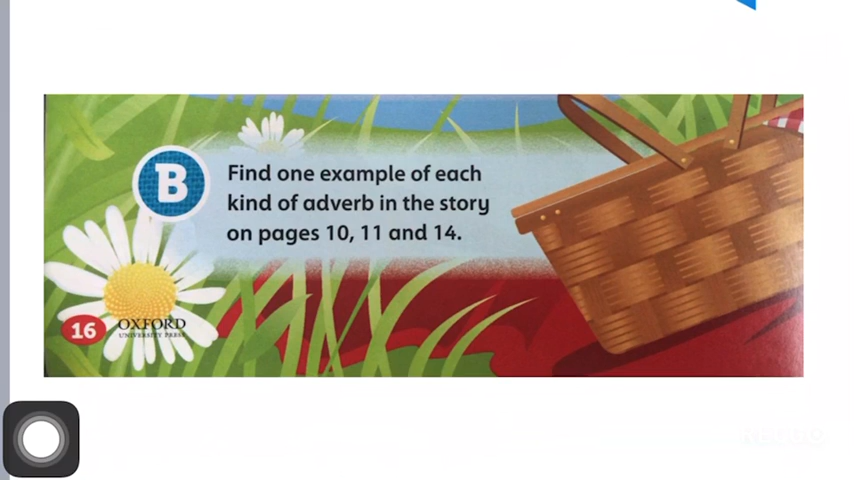 B
Find one example of each
kind of adverb in the story
on pages 10, 11 and 14.
16
OXFORD
UNIVERSITY PRESS